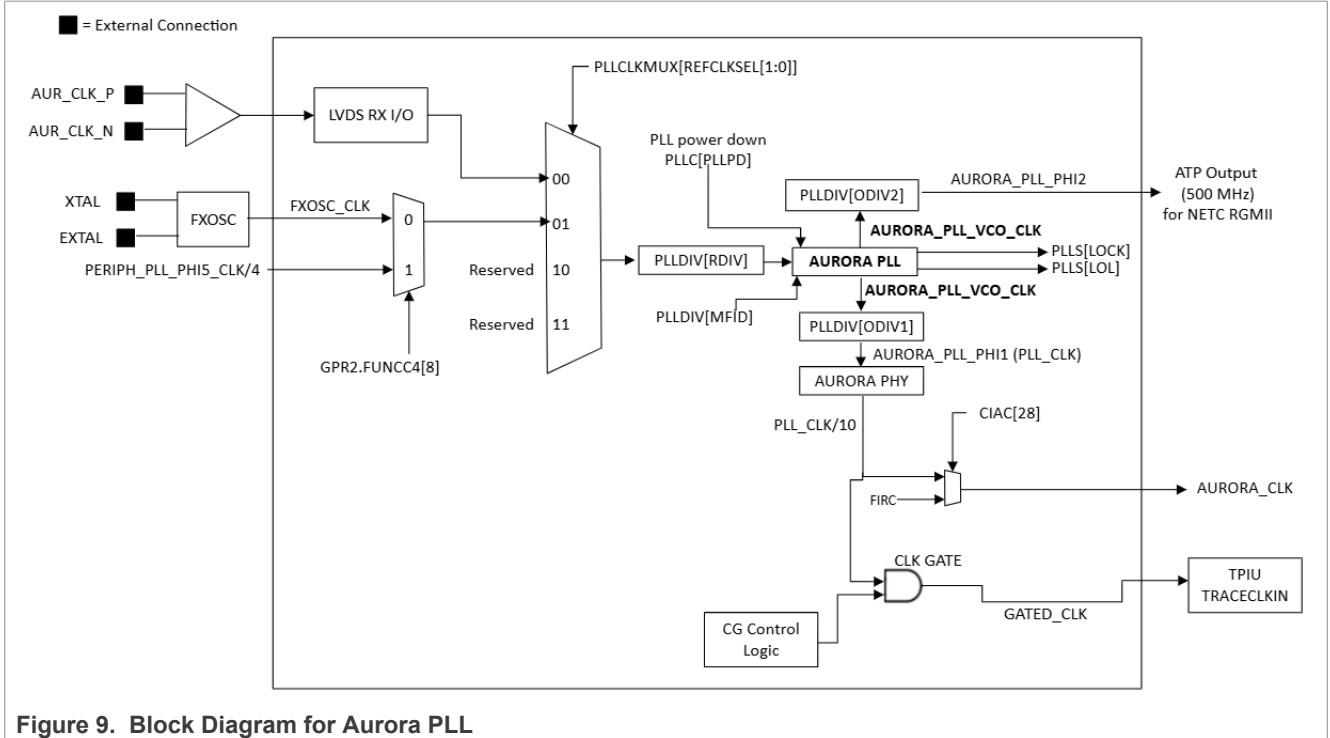 = External Connection
PLLCLKMUX[REFCLKSEL[1:0]]
AUR_CLK_P
AUR_CLK_N
LVDS RX I/O
00
01
Reserved 10
Reserved 11
XTAL
EXTAL
FXOSC
FXOSC_CLK
0
1
PERIPH_PLL_PHI5_CLK/4
GPR2.FUNCC4[8]
PLL power down
PLLC[PLLPD]
PLLDIV[RDIV]
PLLDIV[MFID]
AURORA PLL
PLLDIV[ODIV2]
AURORA_PLL_PHI2
ATP Output
(500 MHz)
for NETC RGMII
AURORA_PLL_VCO_CLK
PLLS[LOCK]
PLLS[LOL]
AURORA_PLL_VCO_CLK
PLLDIV[ODIV1]
AURORA_PLL_PHI1 (PLL_CLK)
AURORA PHY
PLL_CLK/10
CIAC[28]
FIRC
AURORA_CLK
CLK GATE
CG Control
Logic
GATED_CLK
TPIU
TRACECLKIN
Figure 9. Block Diagram for Aurora PLL